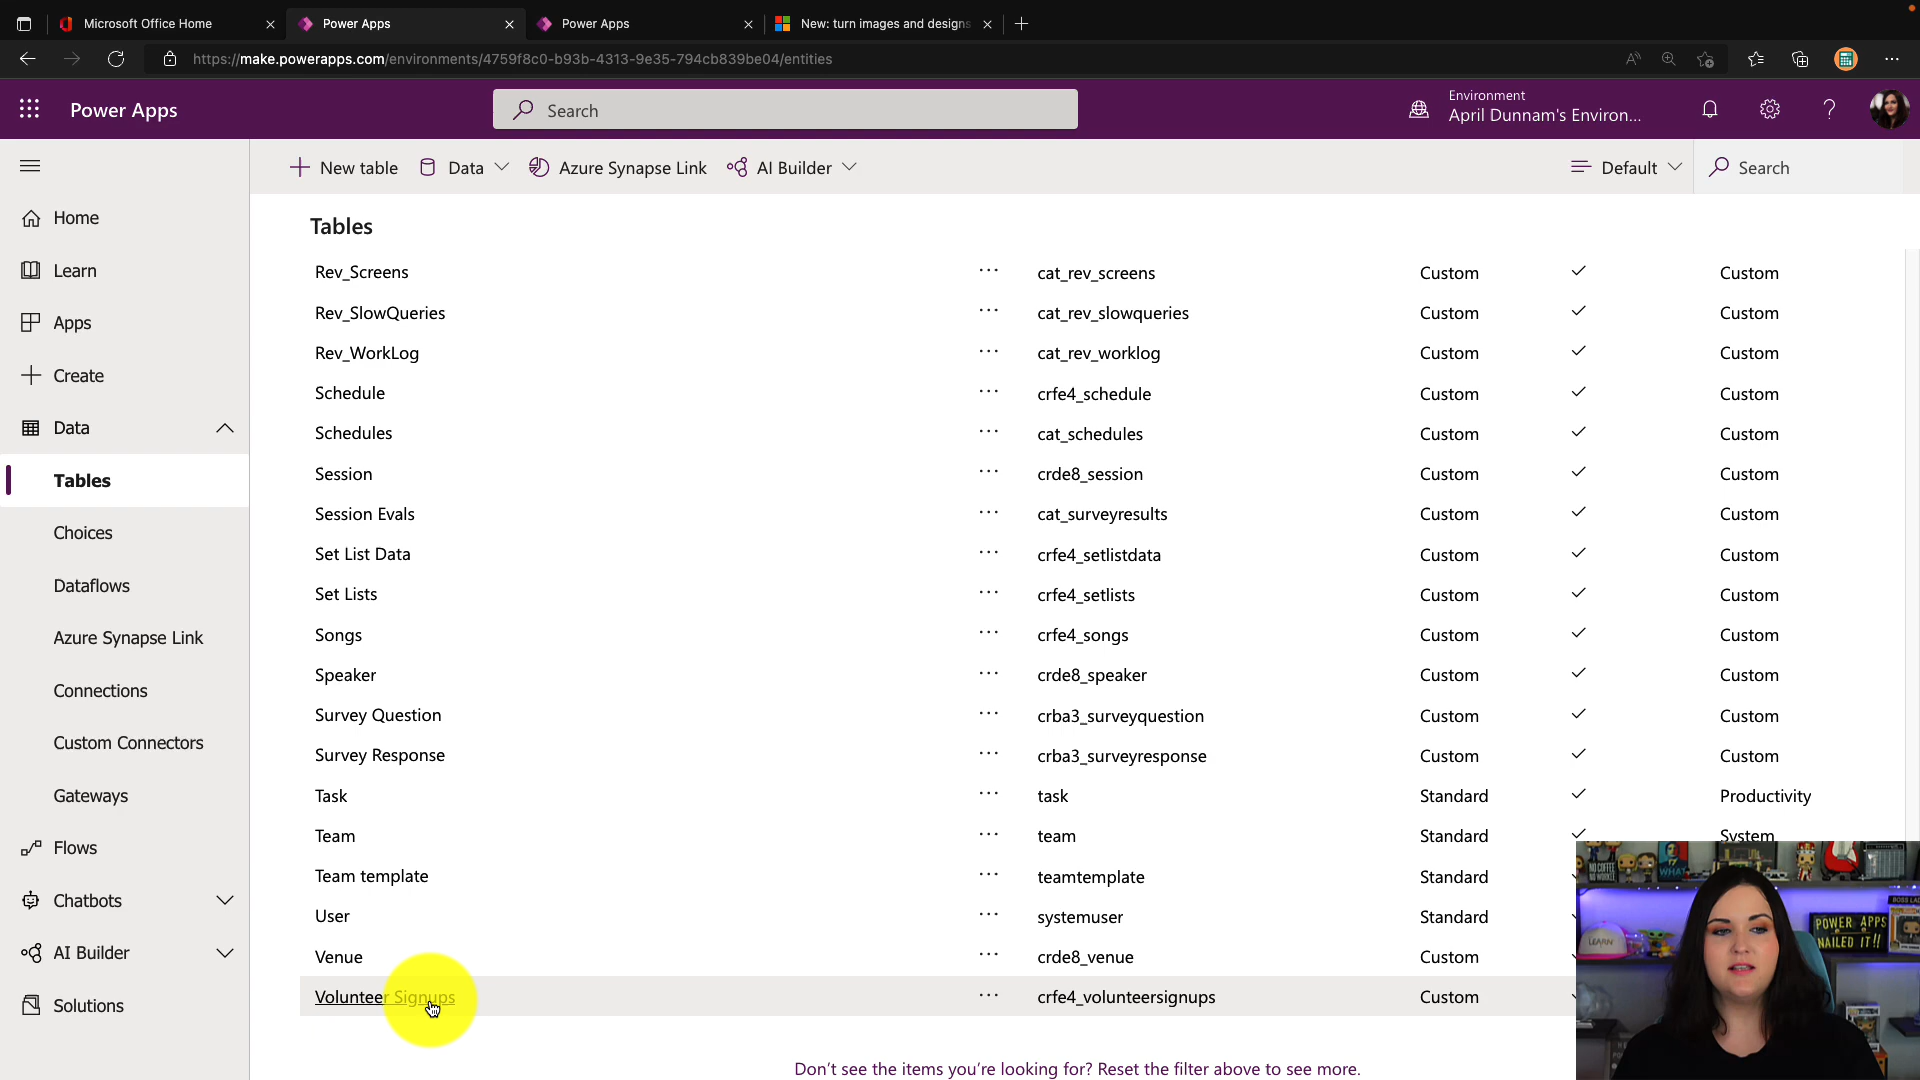 Microsoft Office Home
Power Apps
Power Apps
New: turn images and designs
https://make.powerapps.com/environments/4759f8c0-b93b-4313-9e35-794cb839be04/entities
Power Apps
Search
Environment
April Dunnam's Environ...
New table
Data
Azure Synapse Link
AI Builder
Default
Search
Home
Learn
Apps
Create
Data
Tables
Choices
Dataflows
Azure Synapse Link
Connections
Custom Connectors
Gateways
Flows
Chatbots
AI Builder
Solutions
Tables
Rev_Screens ... cat_rev_screens Custom Custom
Rev_SlowQueries ... cat_rev_slowqueries Custom Custom
Rev_WorkLog ... cat_rev_worklog Custom Custom
Schedule ... crfe4_schedule Custom Custom
Schedules ... cat_schedules Custom Custom
Session ... crde8_session Custom Custom
Session Evals ... cat_surveyresults Custom Custom
Set List Data ... crfe4_setlistdata Custom Custom
Set Lists ... crfe4_setlists Custom Custom
Songs ... crfe4_songs Custom Custom
Speaker ... crde8_speaker Custom Custom
Survey Question ... crba3_surveyquestion Custom Custom
Survey Response ... crba3_surveyresponse Custom Custom
Task ... task Standard Productivity
Team ... team Standard System
Team template ... teamtemplate Standard
User ... systemuser Standard
Venue ... crde8_venue Custom
Volunteer Signups ... crfe4_volunteersignups Custom
Don't see the items you're looking for? Reset the filter above to see more.
NO COFFEE
NO WORKEE
WHAT
BOSS LADY
LEARN
POWER APPS
NAILED IT!!